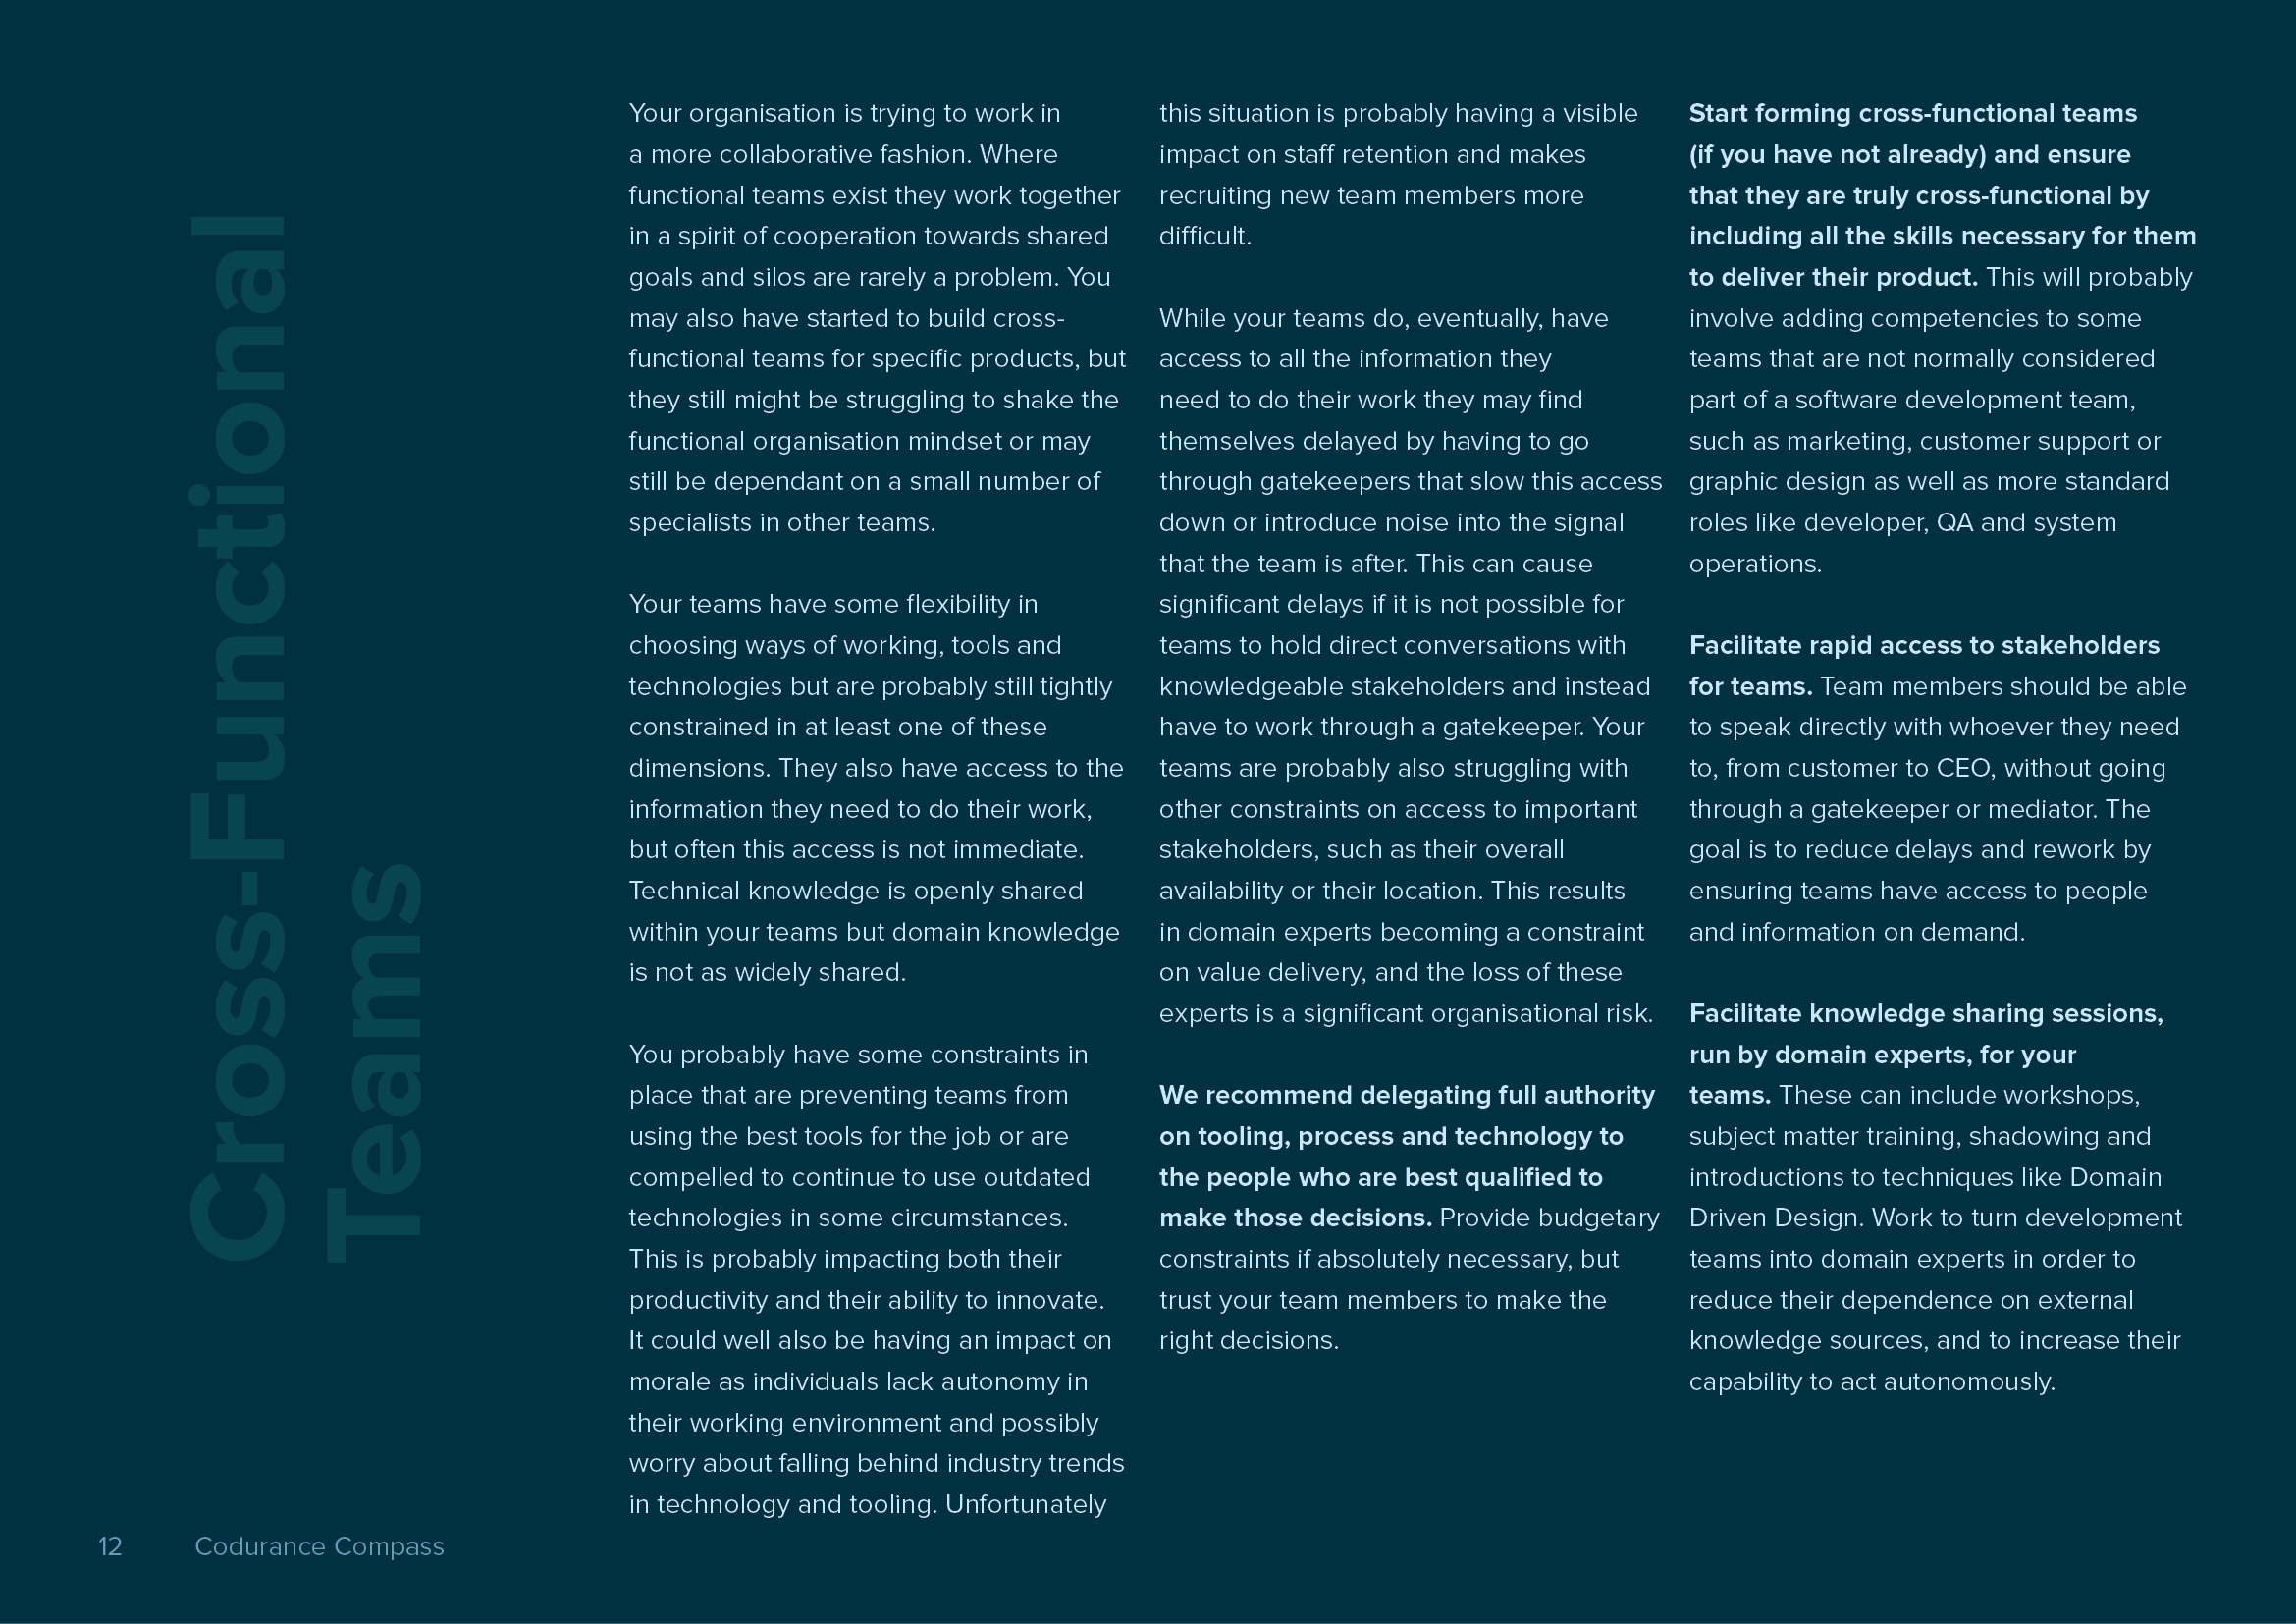 Cross-Functional
Teams
Your organisation is trying to work in
a more collaborative fashion. Where
functional teams exist they work together
in a spirit of cooperation towards shared
goals and silos are rarely a problem. You
may also have started to build cross-
functional teams for specific products, but
they still might be struggling to shake the
functional organisation mindset or may
still be dependant on a small number of
specialists in other teams.
Your teams have some flexibility in
choosing ways of working, tools and
technologies but are probably still tightly
constrained in at least one of these
dimensions. They also have access to the
information they need to do their work,
but often this access is not immediate.
Technical knowledge is openly shared
within your teams but domain knowledge
is not as widely shared.
You probably have some constraints in
place that are preventing teams from
using the best tools for the job or are
compelled to continue to use outdated
technologies in some circumstances.
This is probably impacting both their
productivity and their ability to innovate.
It could well also be having an impact on
morale as individuals lack autonomy in
their working environment and possibly
worry about falling behind industry trends
in technology and tooling. Unfortunately
this situation is probably having a visible
impact on staff retention and makes
recruiting new team members more
difficult.
While your teams do, eventually, have
access to all the information they
need to do their work they may find
themselves delayed by having to go
through gatekeepers that slow this access
down or introduce noise into the signal
that the team is after. This can cause
significant delays if it is not possible for
teams to hold direct conversations with
knowledgeable stakeholders and instead
have to work through a gatekeeper. Your
teams are probably also struggling with
other constraints on access to important
stakeholders, such as their overall
availability or their location. This results
in domain experts becoming a constraint
on value delivery, and the loss of these
experts is a significant organisational risk.
We recommend delegating full authority
on tooling, process and technology to
the people who are best qualified to
make those decisions. Provide budgetary
constraints if absolutely necessary, but
trust your team members to make the
right decisions.
Start forming cross-functional teams
(if you have not already) and ensure
that they are truly cross-functional by
including all the skills necessary for them
to deliver their product. This will probably
involve adding competencies to some
teams that are not normally considered
part of a software development team,
such as marketing, customer support or
graphic design as well as more standard
roles like developer, QA and system
operations.
Facilitate rapid access to stakeholders
for teams. Team members should be able
to speak directly with whoever they need
to, from customer to CEO, without going
through a gatekeeper or mediator. The
goal is to reduce delays and rework by
ensuring teams have access to people
and information on demand.
Facilitate knowledge sharing sessions,
run by domain experts, for your
teams. These can include workshops,
subject matter training, shadowing and
introductions to techniques like Domain
Driven Design. Work to turn development
teams into domain experts in order to
reduce their dependence on external
knowledge sources, and to increase their
capability to act autonomously.
12 Codurance Compass